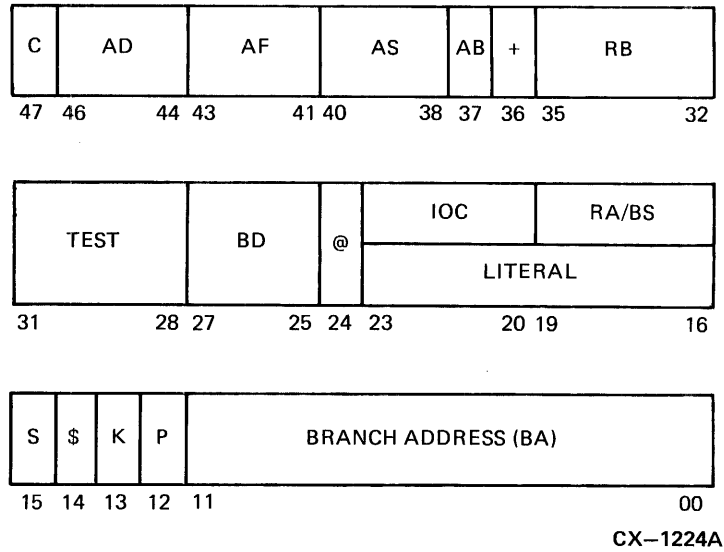 C AD AF AS AB + RB
47 46 44 43 41 40 38 37 36 35 32
TEST BD @ IOC RA/BS
LITERAL
31 28 27 25 24 23 20 19 16
S $ K P BRANCH ADDRESS (BA)
15 14 13 12 11 00
CX–1224A